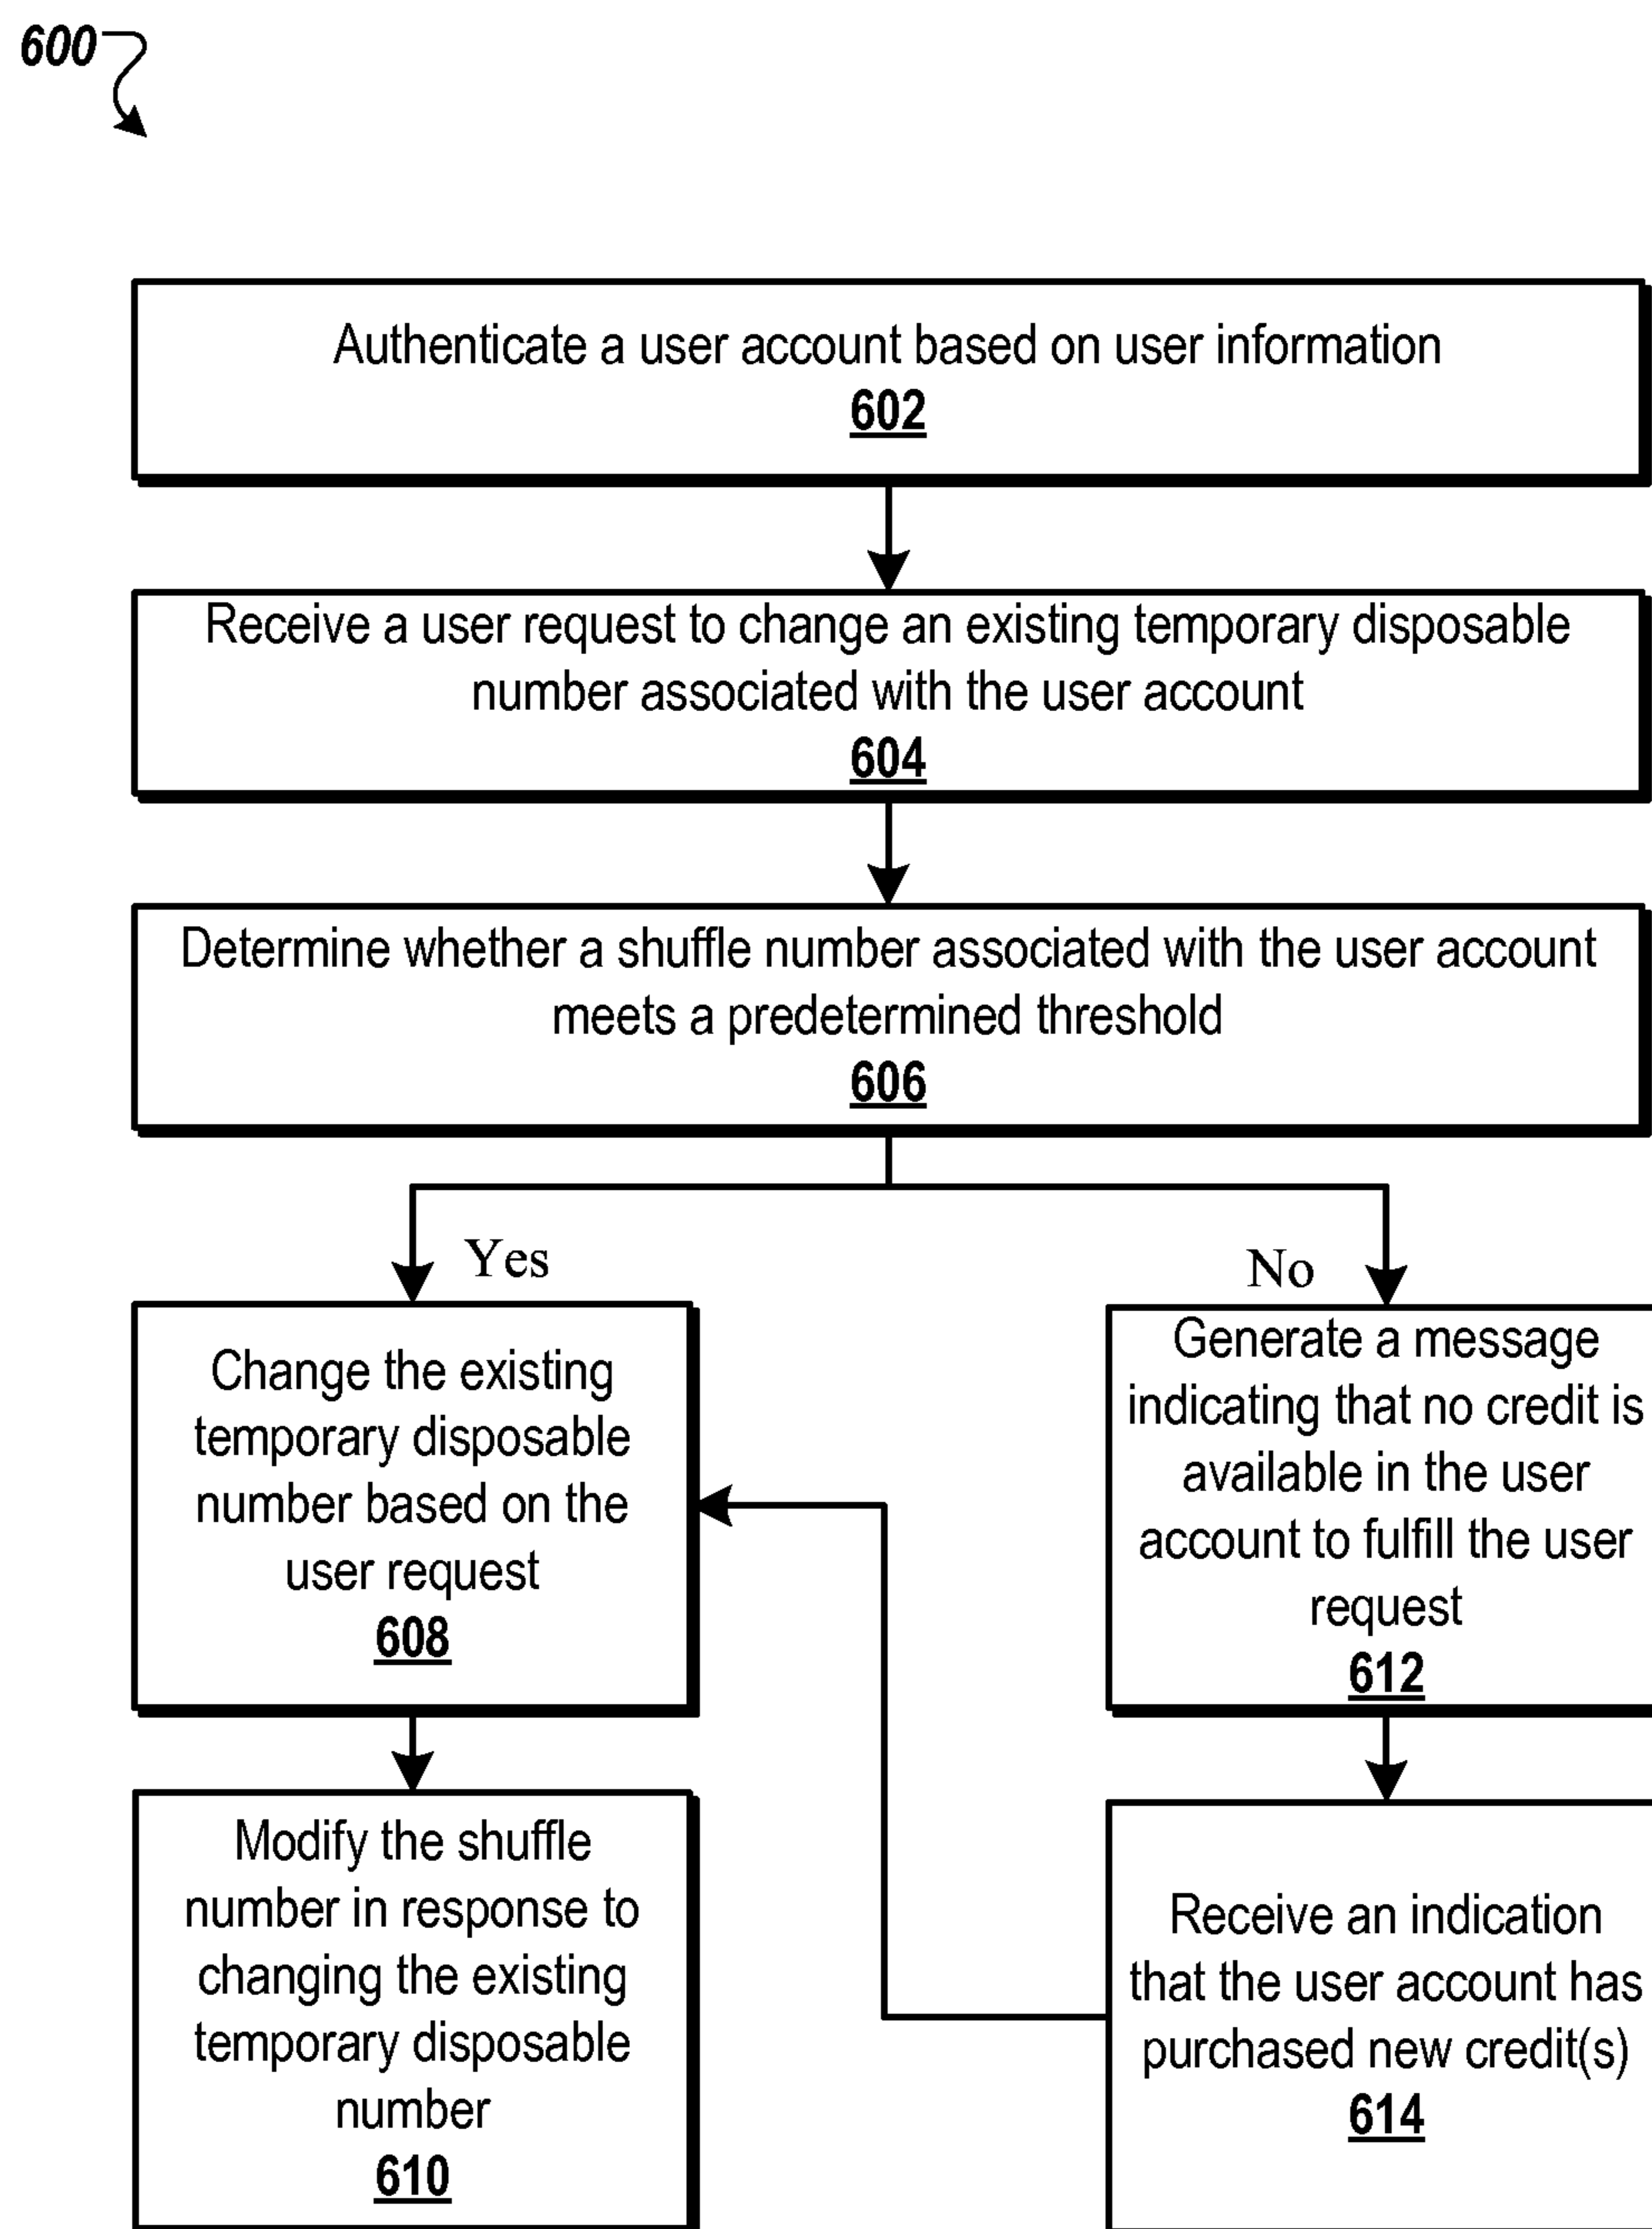 600
Authenticate a user account based on user information
602
Receive a user request to change an existing temporary disposable
number associated with the user account
604
Determine whether a shuffle number associated with the user account
meets a predetermined threshold
606
Yes
No
Change the existing
temporary disposable
number based on the
user request
608
Generate a message
indicating that no credit is
available in the user
account to fulfill the user
request
612
Modify the shuffle
number in response to
changing the existing
temporary disposable
number
610
Receive an indication
that the user account has
purchased new credit(s)
614